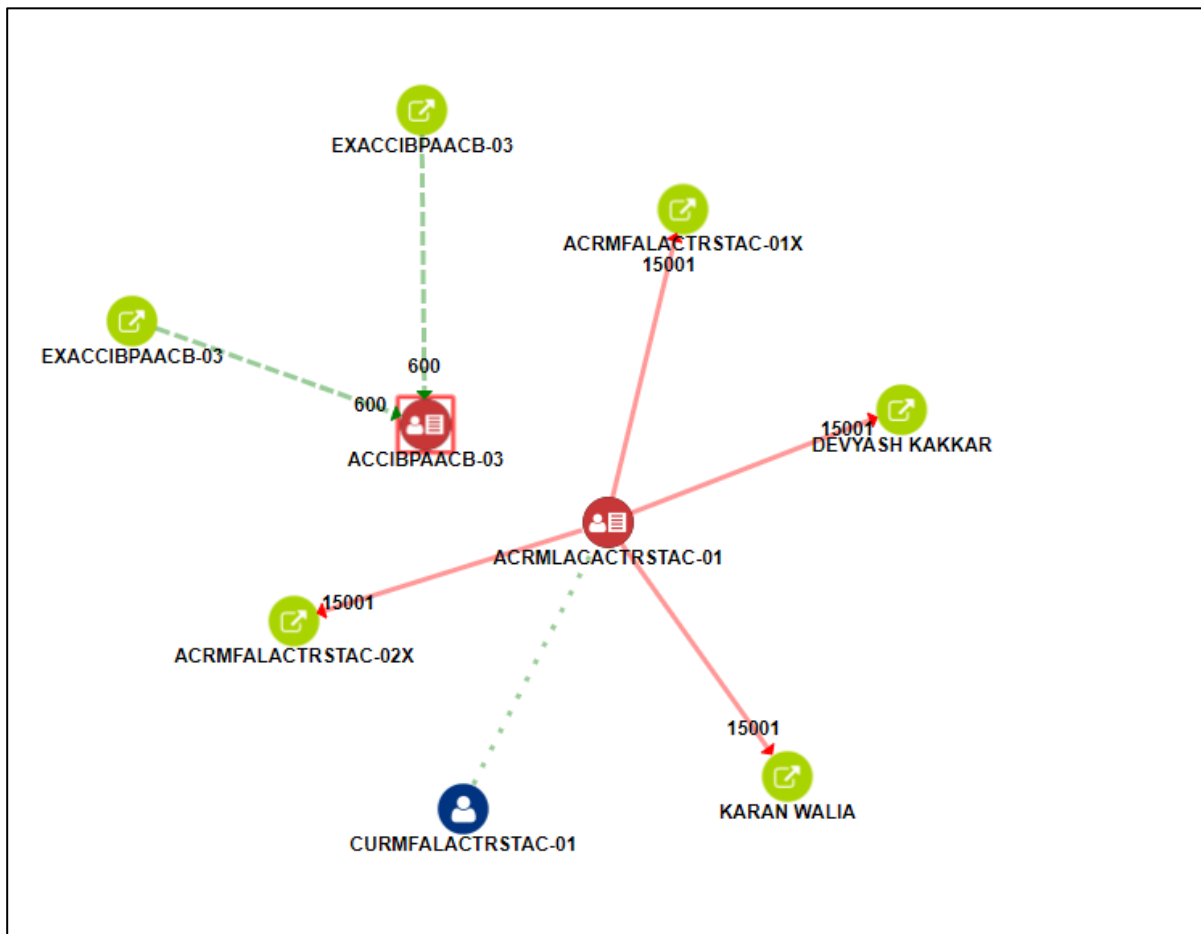 EXACCIBPAACB-03
ACRMFALACTRSTAC-01X
15001
EXACCIBPAACB-03
600
600
ACCIBPAACB-03
15001
DEVYASH KAKKAR
ACRMLACACTRSTAC-01
15001
ACRMFALACTRSTAC-02X
15001
KARAN WALIA
CURMFALACTRSTAC-01